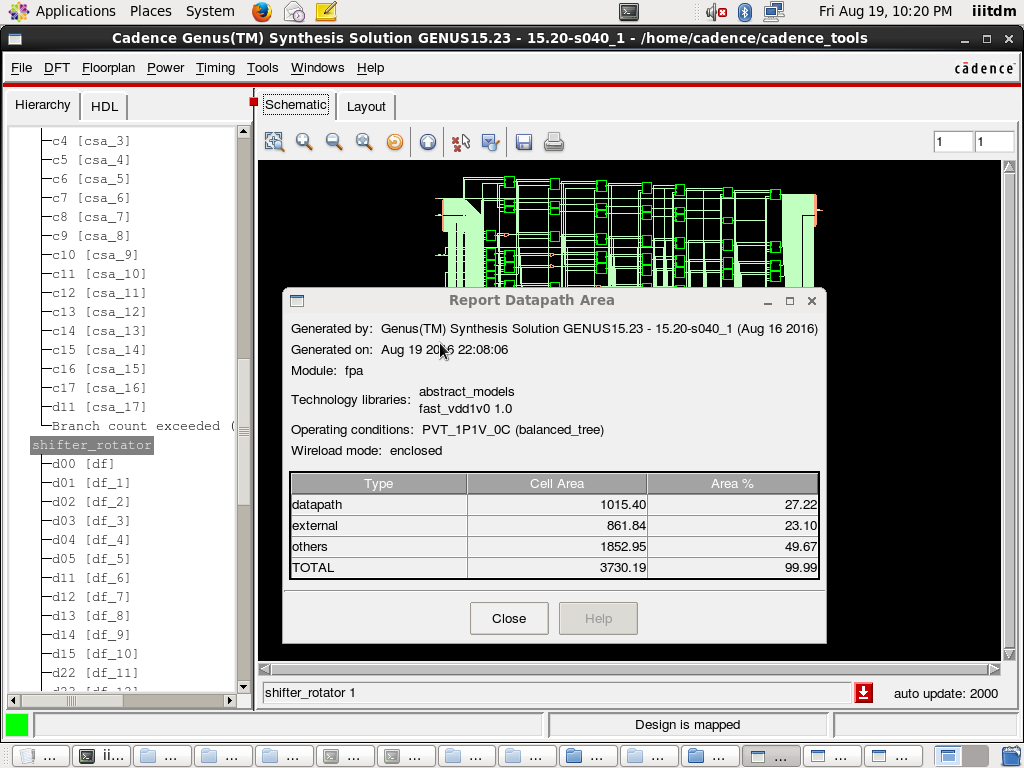 Applications Places System
Fri Aug 19, 10:20 PM iiitdm
Cadence Genus(TM) Synthesis Solution GENUS15.23 - 15.20-s040_1 - /home/cadence/cadence_tools
File DFT Floorplan Power Timing Tools Windows Help
cādence
Hierarchy HDL
Schematic Layout
1 1
c4 [csa_3]
c5 [csa_4]
c6 [csa_5]
c7 [csa_6]
c8 [csa_7]
c9 [csa_8]
c10 [csa_9]
c11 [csa_10]
c12 [csa_11]
c13 [csa_12]
c14 [csa_13]
c15 [csa_14]
c16 [csa_15]
c17 [csa_16]
d11 [csa_17]
Branch count exceeded (
shifter_rotator
d00 [df]
d01 [df_1]
d02 [df_2]
d03 [df_3]
d04 [df_4]
d05 [df_5]
d11 [df_6]
d12 [df_7]
d13 [df_8]
d14 [df_9]
d15 [df_10]
d22 [df_11]
Report Datapath Area
Generated by: Genus(TM) Synthesis Solution GENUS15.23 - 15.20-s040_1 (Aug 16 2016)
Generated on: Aug 19 2016 22:08:06
Module: fpa
Technology libraries: abstract_models
fast_vdd1v0 1.0
Operating conditions: PVT_1P1V_0C (balanced_tree)
Wireload mode: enclosed
Type Cell Area Area %
datapath 1015.40 27.22
external 861.84 23.10
others 1852.95 49.67
TOTAL 3730.19 99.99
Close Help
shifter_rotator 1
auto update: 2000
Design is mapped
... ii... ... ... ... ... ... ... ... ... ... ... ...